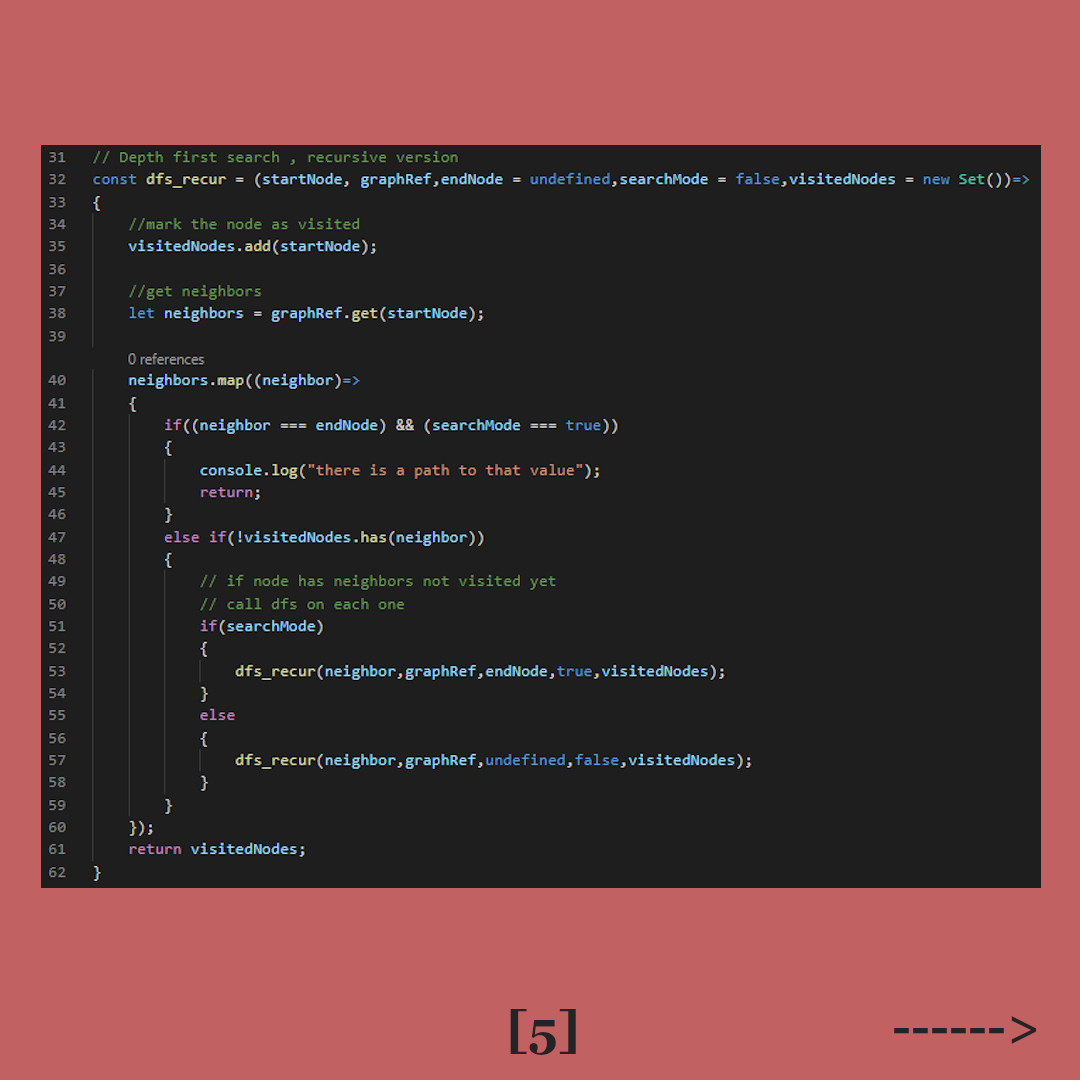 31 // Depth first search , recursive version
32 const dfs_recur = (startNode, graphRef,endNode = undefined,searchMode = false,visitedNodes = new Set())=>
33 {
34     //mark the node as visited
35     visitedNodes.add(startNode);
36
37     //get neighbors
38     let neighbors = graphRef.get(startNode);
39
       0 references
40     neighbors.map((neighbor)=>
41     {
42         if((neighbor === endNode) && (searchMode === true))
43         {
44             console.log("there is a path to that value");
45             return;
46         }
47         else if(!visitedNodes.has(neighbor))
48         {
49             // if node has neighbors not visited yet
50             // call dfs on each one
51             if(searchMode)
52             {
53                 dfs_recur(neighbor,graphRef,endNode,true,visitedNodes);
54             }
55             else
56             {
57                 dfs_recur(neighbor,graphRef,undefined,false,visitedNodes);
58             }
59         }
60     });
61     return visitedNodes;
62 }
[5]
------>